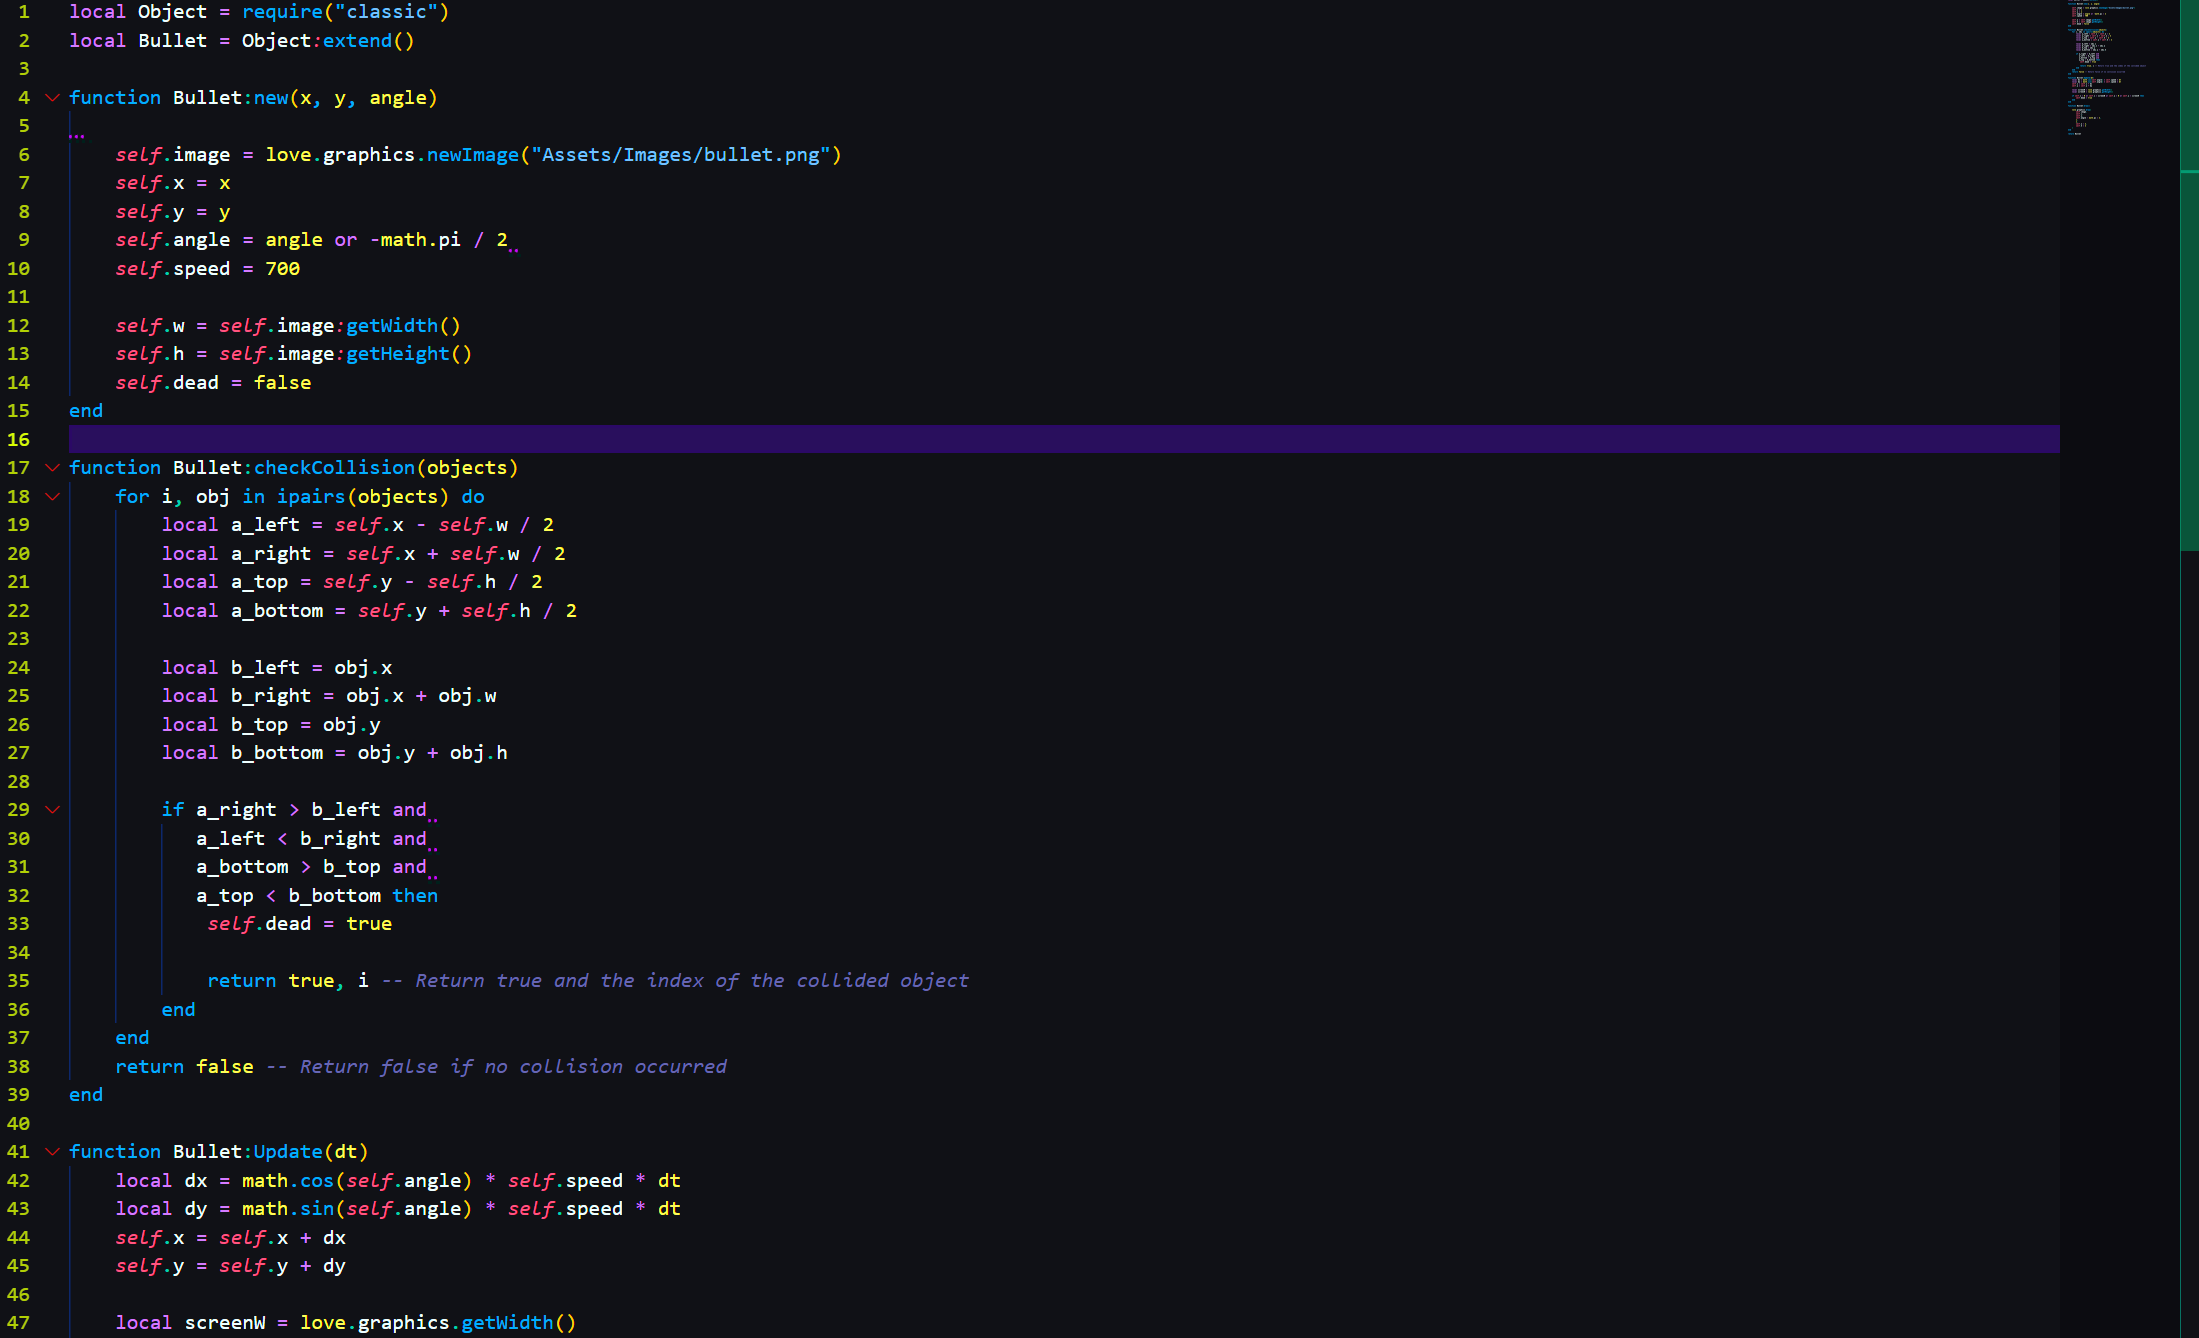 1 local Object = require("classic")
2 local Bullet = Object:extend()
3
4 function Bullet:new(x, y, angle)
5
6     self.image = love.graphics.newImage("Assets/Images/bullet.png")
7     self.x = x
8     self.y = y
9     self.angle = angle or -math.pi / 2
10     self.speed = 700
11
12     self.w = self.image:getWidth()
13     self.h = self.image:getHeight()
14     self.dead = false
15 end
16
17 function Bullet:checkCollision(objects)
18     for i, obj in ipairs(objects) do
19         local a_left = self.x - self.w / 2
20         local a_right = self.x + self.w / 2
21         local a_top = self.y - self.h / 2
22         local a_bottom = self.y + self.h / 2
23
24         local b_left = obj.x
25         local b_right = obj.x + obj.w
26         local b_top = obj.y
27         local b_bottom = obj.y + obj.h
28
29         if a_right > b_left and
30            a_left < b_right and
31            a_bottom > b_top and
32            a_top < b_bottom then
33             self.dead = true
34
35             return true, i -- Return true and the index of the collided object
36         end
37     end
38     return false -- Return false if no collision occurred
39 end
40
41 function Bullet:Update(dt)
42     local dx = math.cos(self.angle) * self.speed * dt
43     local dy = math.sin(self.angle) * self.speed * dt
44     self.x = self.x + dx
45     self.y = self.y + dy
46
47     local screenW = love.graphics.getWidth()